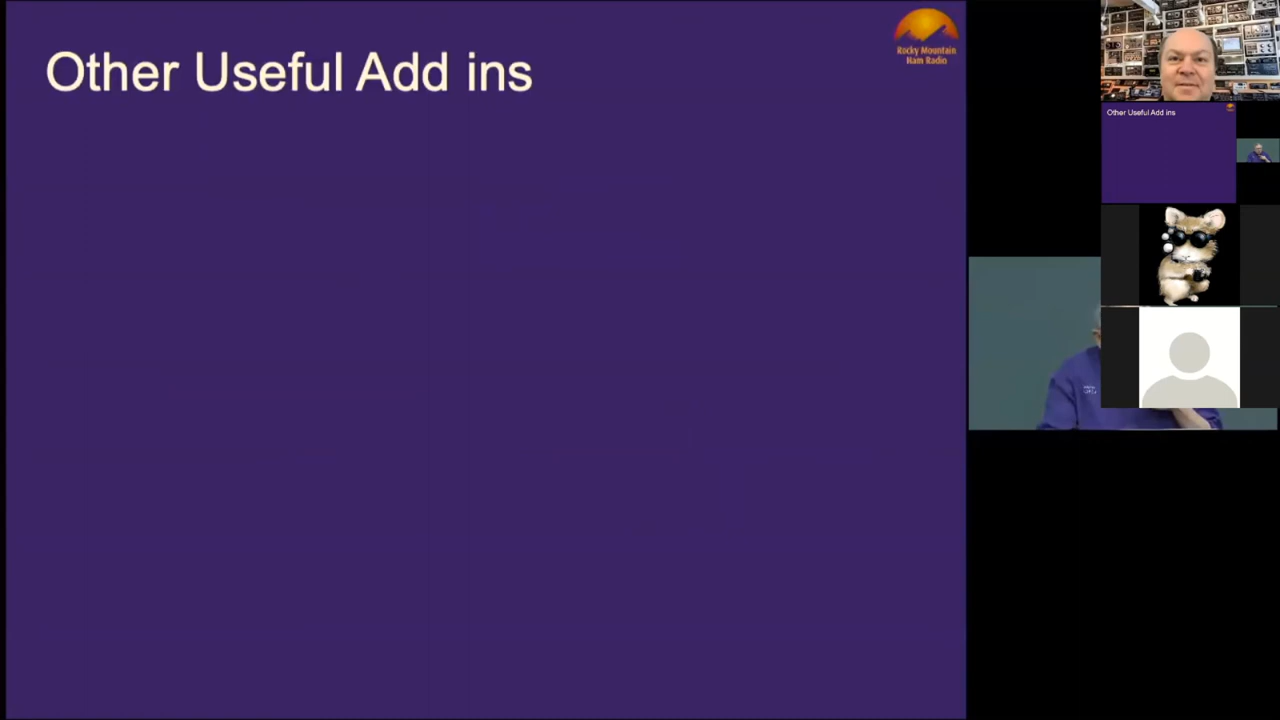 Other Useful Add ins
Rocky Mountain
Ham Radio
Other Useful Add ins